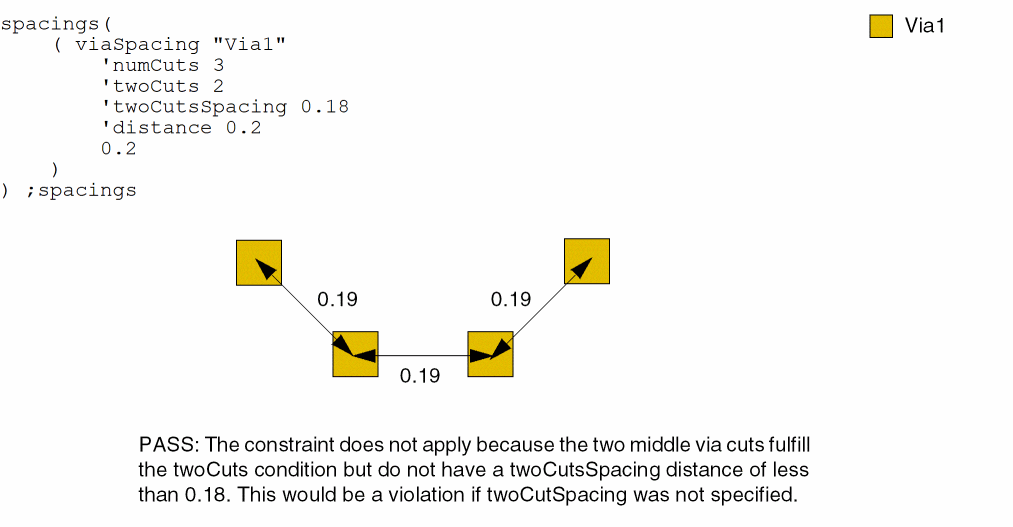 spacings(
( viaSpacing "Via1"
'numCuts 3
'twoCuts 2
'twoCutsSpacing 0.18
'distance 0.2
0.2
)
) ;spacings
Via1
0.19
0.19
0.19
PASS: The constraint does not apply because the two middle via cuts fulfill
the twoCuts condition but do not have a twoCutsSpacing distance of less
than 0.18. This would be a violation if twoCutSpacing was not specified.